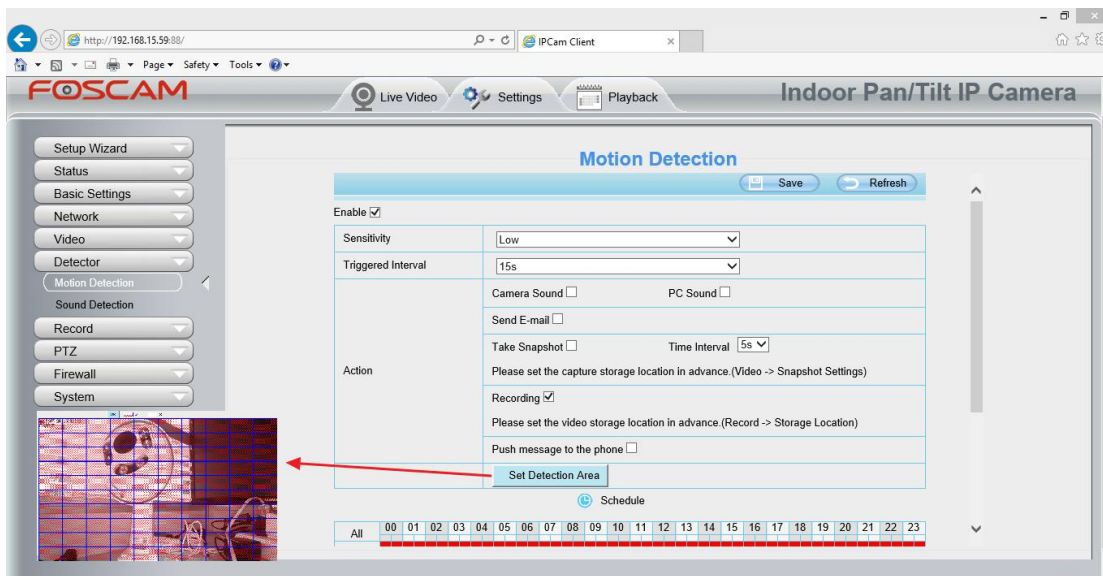 http://192.168.15.59:88/
IPCam Client
Page Safety Tools
FOSCAM
Live Video Settings Playback
Indoor Pan/Tilt IP Camera
Setup Wizard
Status
Basic Settings
Network
Video
Detector
Motion Detection
Sound Detection
Record
PTZ
Firewall
System
Motion Detection
Save Refresh
Enable
Sensitivity Low
Triggered Interval 15s
Action
Camera Sound PC Sound
Send E-mail
Take Snapshot Time Interval 5s
Please set the capture storage location in advance.(Video -> Snapshot Settings)
Recording
Please set the video storage location in advance.(Record -> Storage Location)
Push message to the phone
Set Detection Area
Schedule
All 00 01 02 03 04 05 06 07 08 09 10 11 12 13 14 15 16 17 18 19 20 21 22 23